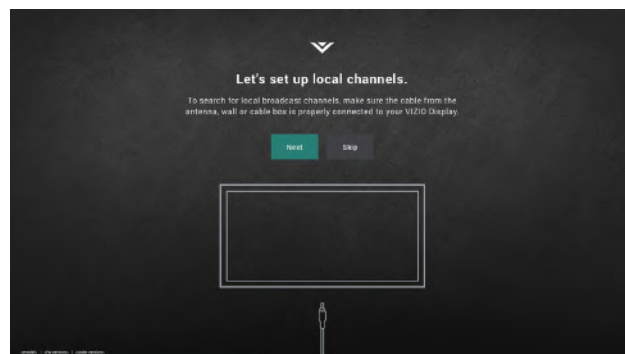 Let's set up local channels.
To search for local broadcast channels, make sure the cable from the
antenna, wall or cable box is properly connected to your VIZIO Display.
Next
Skip